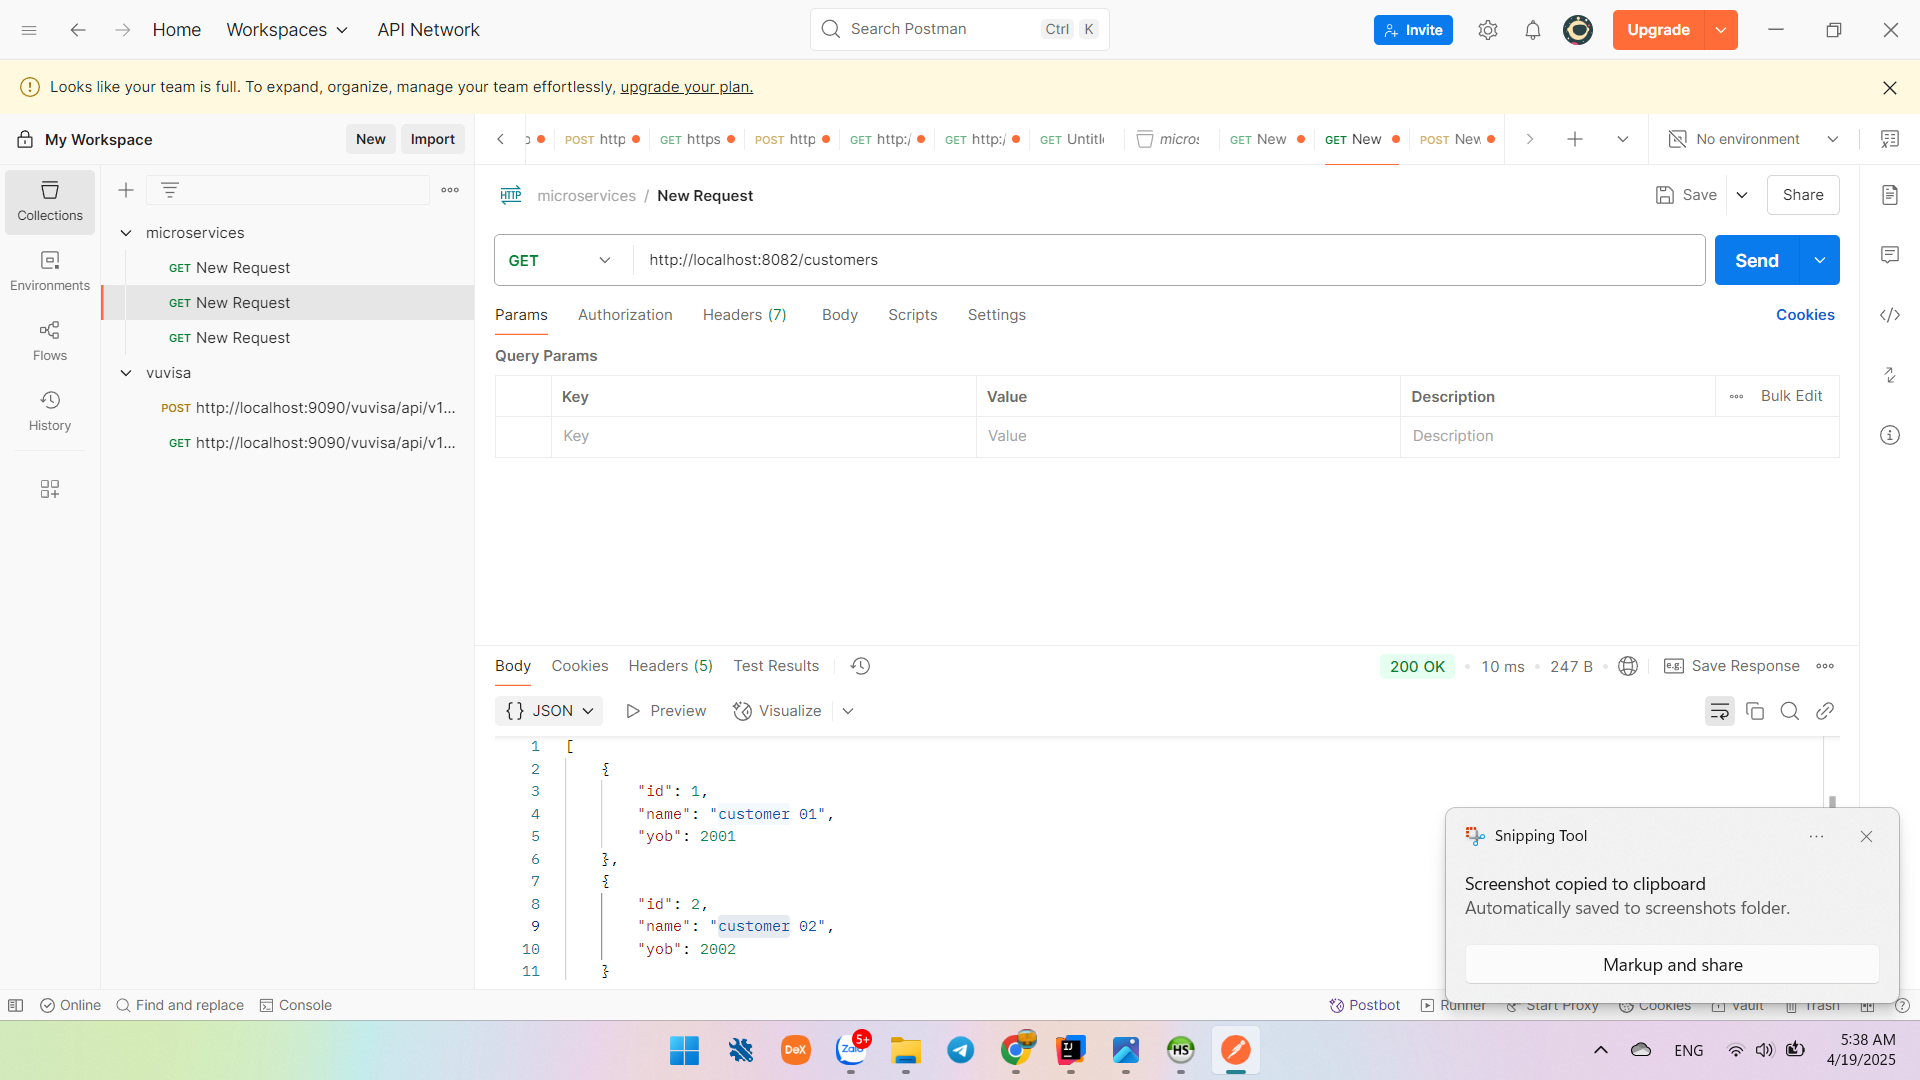 Home
Workspaces
API Network
Search Postman
Ctrl K
Invite
Upgrade
Looks like your team is full. To expand, organize, manage your team effortlessly, upgrade your plan.
My Workspace
New
Import
POST http
GET https
POST http
GET http:/
GET http:/
GET Untitle
micros
GET New
GET New
POST New
No environment
Collections
Environments
Flows
History
microservices
GET New Request
GET New Request
GET New Request
vuvisa
POST http://localhost:9090/vuvisa/api/v1...
GET http://localhost:9090/vuvisa/api/v1...
HTTP microservices / New Request
Save
Share
GET http://localhost:8082/customers
Send
Params Authorization Headers (7) Body Scripts Settings
Cookies
Query Params
Key Value Description
Bulk Edit
Key Value Description
Body Cookies Headers (5) Test Results
200 OK • 10 ms • 247 B •
e.g. Save Response
{} JSON
Preview
Visualize
1 [
2 {
3 "id": 1,
4 "name": "customer 01",
5 "yob": 2001
6 },
7 {
8 "id": 2,
9 "name": "customer 02",
10 "yob": 2002
11 }
Snipping Tool
Screenshot copied to clipboard
Automatically saved to screenshots folder.
Markup and share
Online
Find and replace
Console
Postbot
Runner
Start Proxy
Cookies
Vault
Trash
DeX
Zalo
5+
IJ
HS
ENG
5:38 AM
4/19/2025